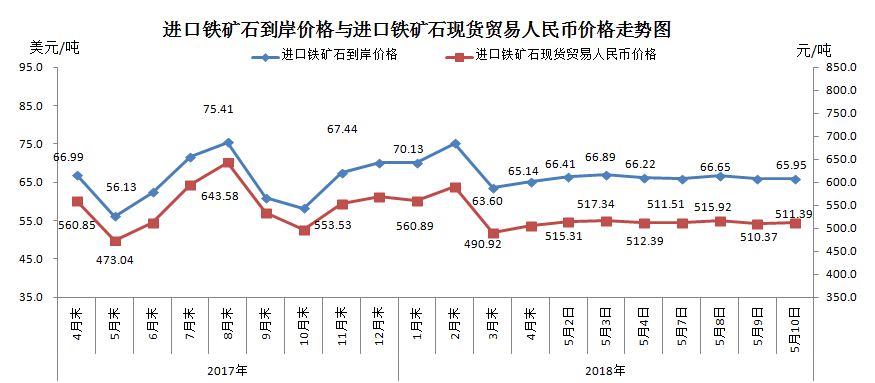 进口铁矿石到岸价格与进口铁矿石现货贸易人民币价格走势图
美元/吨
元/吨
进口铁矿石到岸价格
进口铁矿石现货贸易人民币价格
95.0
85.0
75.0
65.0
55.0
45.0
35.0
850.0
800.0
750.0
700.0
650.0
600.0
550.0
500.0
450.0
400.0
350.0
66.99
56.13
75.41
67.44
70.13
63.60
65.14
66.41
66.89
66.22
66.65
65.95
560.85
473.04
643.58
553.53
560.89
490.92
515.31
517.34
512.39
511.51
515.92
510.37
511.39
4月末
5月末
6月末
7月末
8月末
9月末
10月末
11月末
12月末
1月末
2月末
3月末
4月末
5月2日
5月3日
5月4日
5月7日
5月8日
5月9日
5月10日
2017年
2018年